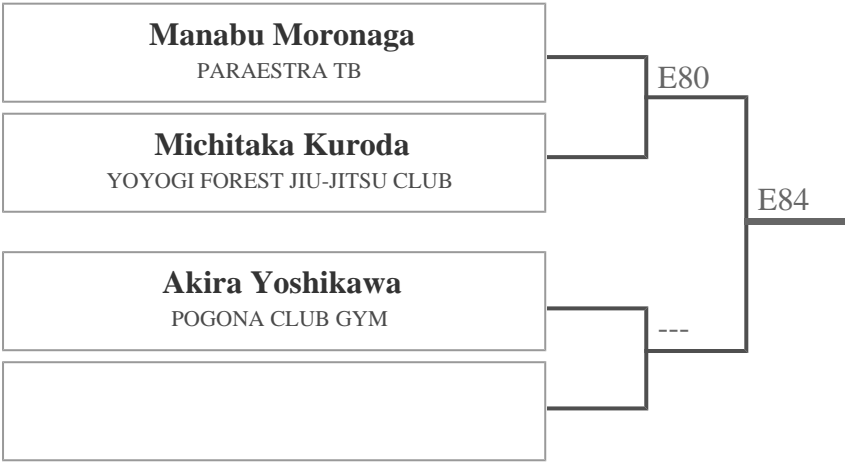 Manabu Moronaga
PARAESTRA TB
E80
Michitaka Kuroda
YOYOGI FOREST JIU-JITSU CLUB
E84
Akira Yoshikawa
POGONA CLUB GYM
---